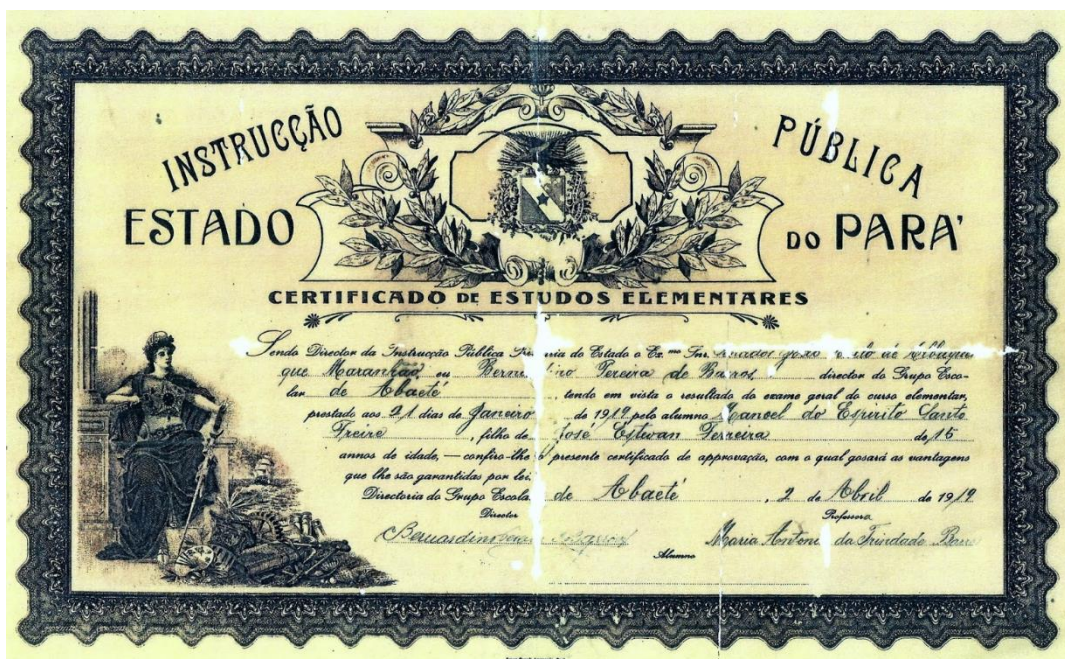 INSTRUCÇÃO PÚBLICA
ESTADO DO PARÁ
CERTIFICADO DE ESTUDOS ELEMENTARES
Sendo Director da Instrucção Pública do Estado o Ex.mo Snr. Senador
que Maranhão eu Pereira de Barros, director do Grupo Esco-
lar de Abaeté, tendo em vista o resultado do exame geral do curso elementar,
prestado aos 21 dias de Janeiro de 1919 pelo alumno Manoel do Espirito Santo
Freire, filho de José Estevan Ferreira de 15
annos de idade, — confiro-lhe o presente certificado de approvação, com o qual gosará as vantagens
que lhe são garantidas por lei.
Directoria do Grupo Escola de Abaeté, 2 de Abril de 1919
Director Professora
Maria Antonia da Trindade
Alumno